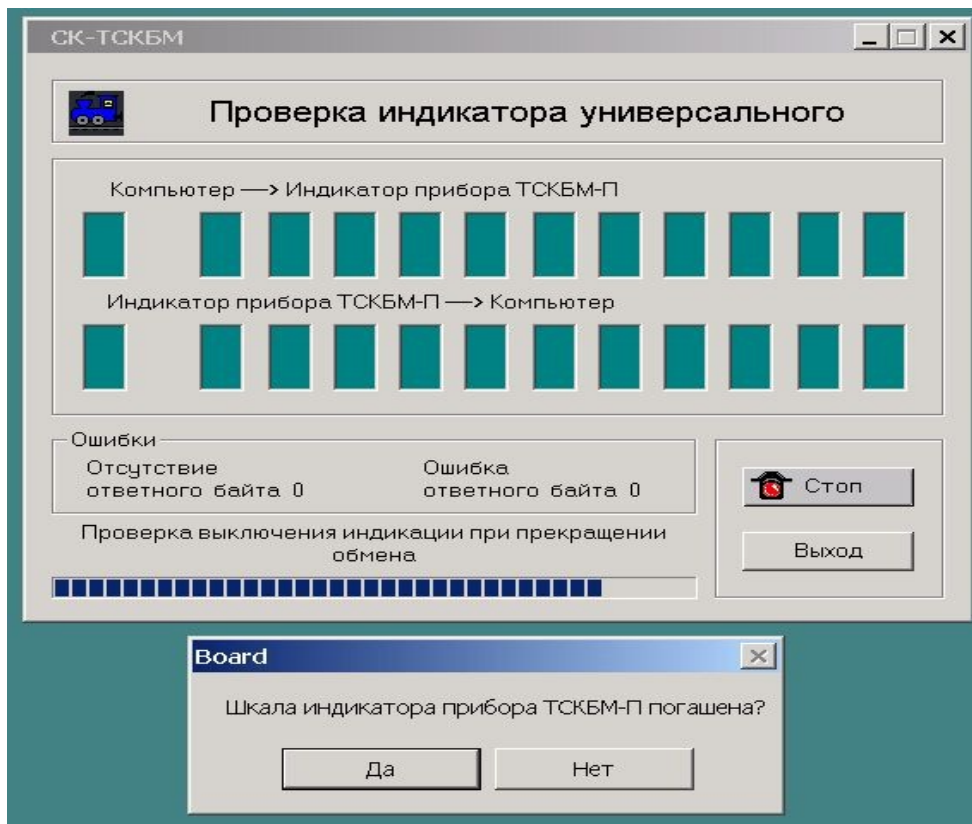 СК-ТСКБМ
Проверка индикатора универсального
Компьютер —> Индикатор прибора ТСКБМ-П
Индикатор прибора ТСКБМ-П —> Компьютер
Ошибки
Отсутствие
ответного байта 0
Ошибка
ответного байта 0
Проверка выключения индикации при прекращении
обмена
Стоп
Выход
Board
Шкала индикатора прибора ТСКБМ-П погашена?
Да
Нет